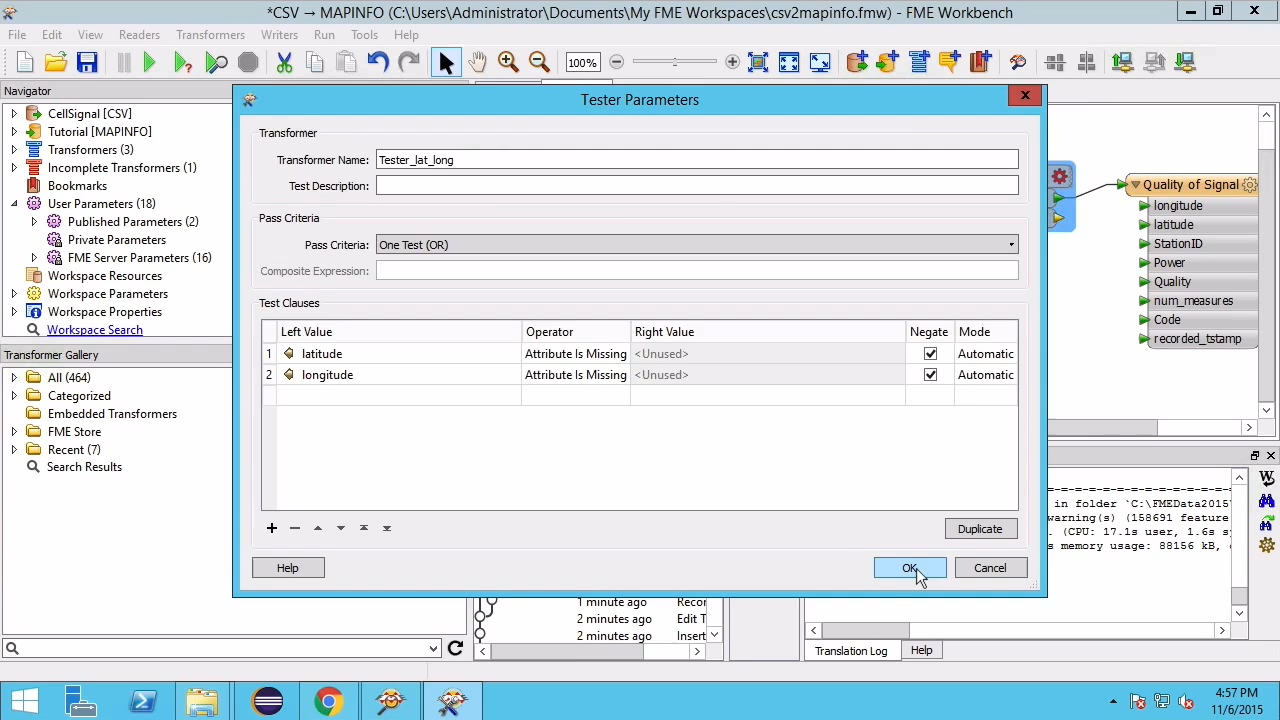 *CSV → MAPINFO (C:\Users\Administrator\Documents\My FME Workspaces\csv2mapinfo.fmw) - FME Workbench
File Edit View Readers Transformers Writers Run Tools Help
100%
Navigator
CellSignal [CSV]
Tutorial [MAPINFO]
Transformers (3)
Incomplete Transformers (1)
Bookmarks
User Parameters (18)
Published Parameters (2)
Private Parameters
FME Server Parameters (16)
Workspace Resources
Workspace Parameters
Workspace Properties
Workspace Search
Transformer Gallery
All (464)
Categorized
Embedded Transformers
FME Store
Recent (7)
Search Results
Tester Parameters
Transformer
Transformer Name: Tester_lat_long
Test Description:
Pass Criteria
Pass Criteria: One Test (OR)
Composite Expression:
Test Clauses
Left Value Operator Right Value Negate Mode
1 latitude Attribute Is Missing <Unused> Automatic
2 longitude Attribute Is Missing <Unused> Automatic
Duplicate
Help OK Cancel
Quality of Signal
longitude
latitude
StationID
Power
Quality
num_measures
Code
recorded_tstamp
in folder `C:\FMEData2015\
warning(s) (158691 feature
. (CPU: 17.1s user, 1.6s s
s memory usage: 88156 kB,
1 minute ago Recor
2 minutes ago Edit T
2 minutes ago Insert
Translation Log Help
4:57 PM
11/6/2015